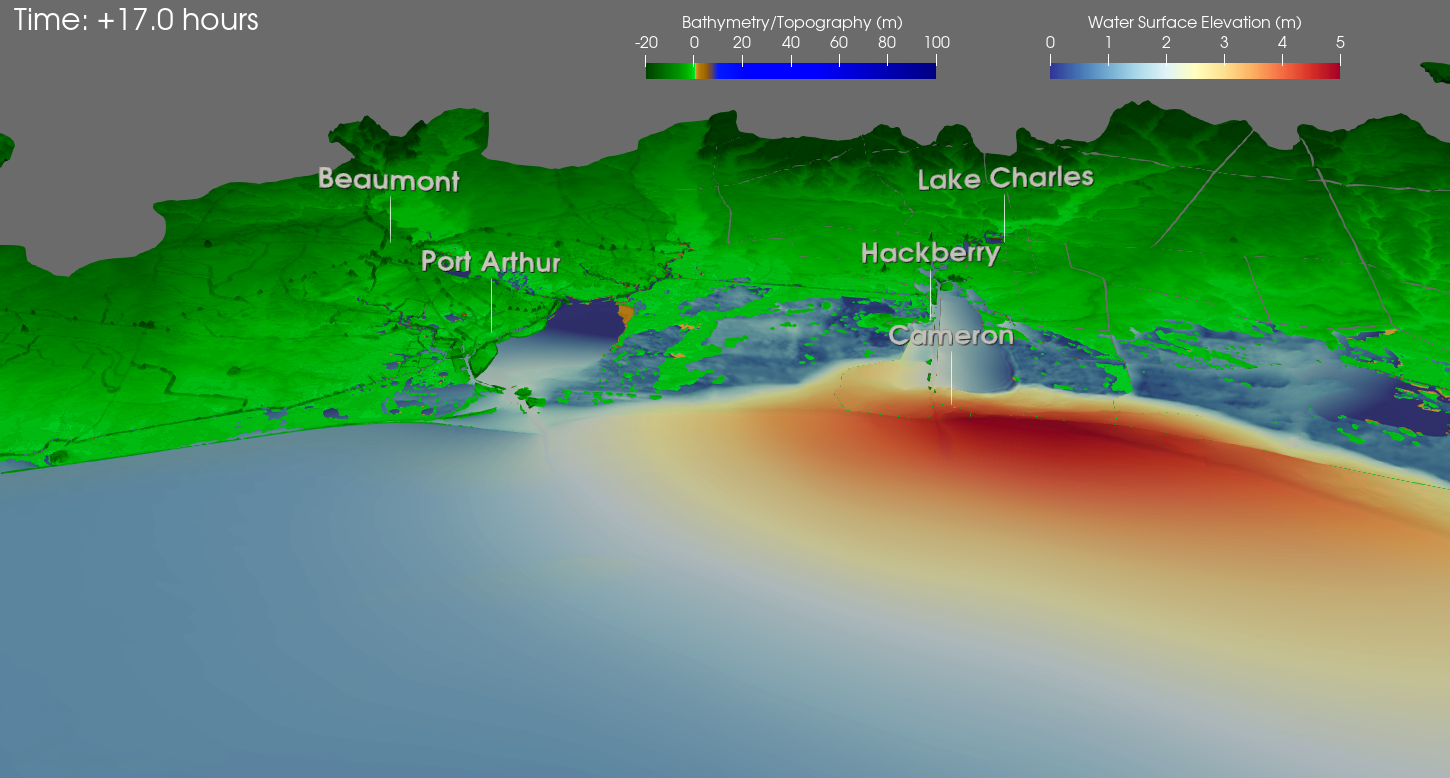 Time: +17.0 hours
Bathymetry/Topography (m)
-20 0 20 40 60 80 100
Water Surface Elevation (m)
0 1 2 3 4 5
Beaumont
Lake Charles
Port Arthur
Hackberry
Cameron